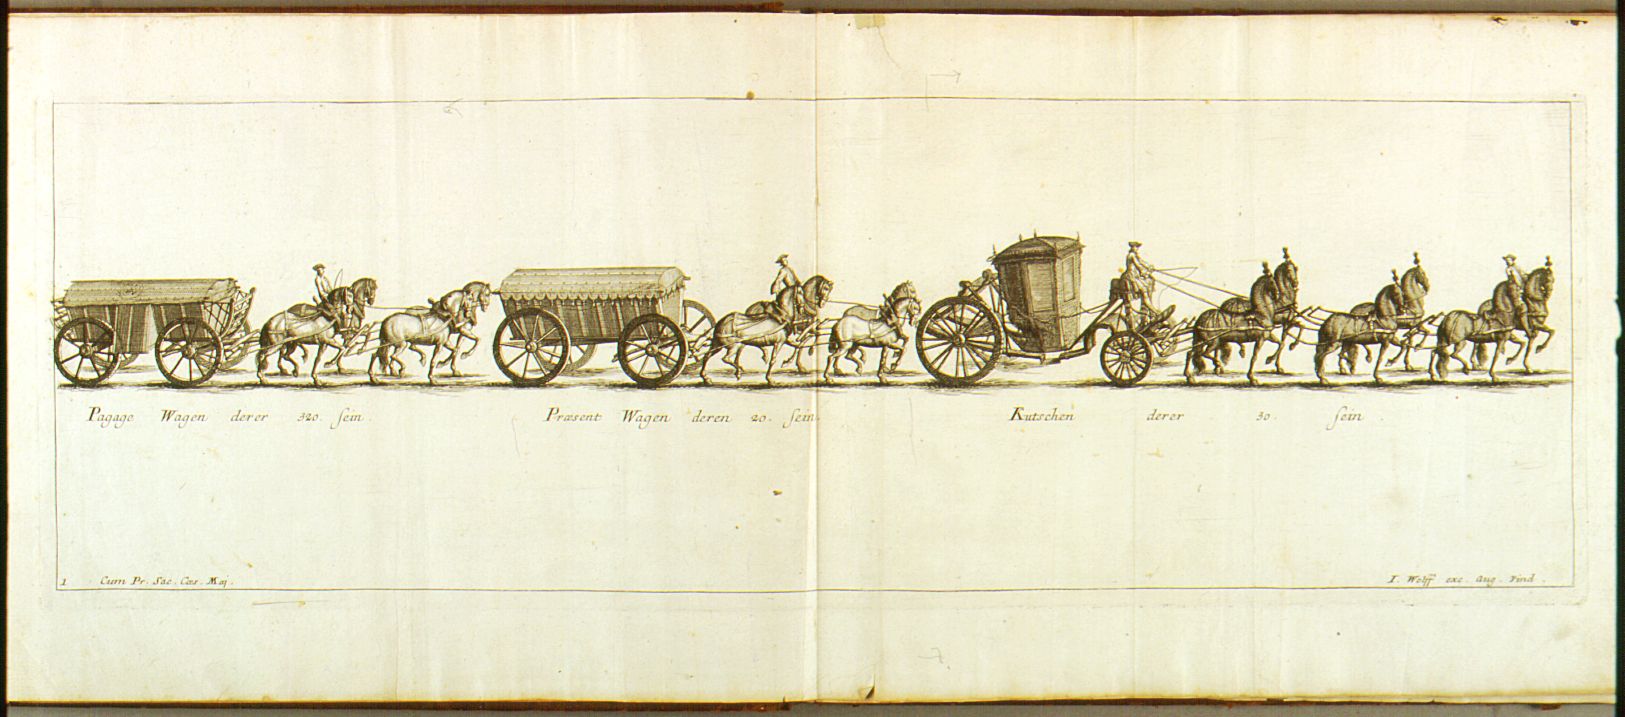 Pagage Wagen derer 320. sein
Præsent Wagen deren 20. sein.
Kutschen derer 30. sein.
1 Cum Pr. Sac. Cæs. Maj.
I. Wolff exc. Aug. Vind.